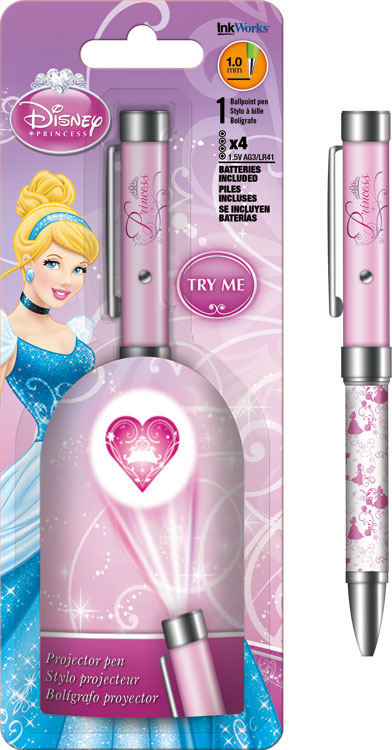 InkWorks
1.0
mm
DISNEY
PRINCESS
1
Ballpoint pen
Stylo à bille
Bolígrafo
x4
1.5V AG3/LR41
BATTERIES
INCLUDED
PILES
INCLUSES
SE INCLUYEN
BATERÍAS
Princess
Princess
TRY ME
Projector pen
Stylo projecteur
Bolígrafo proyector